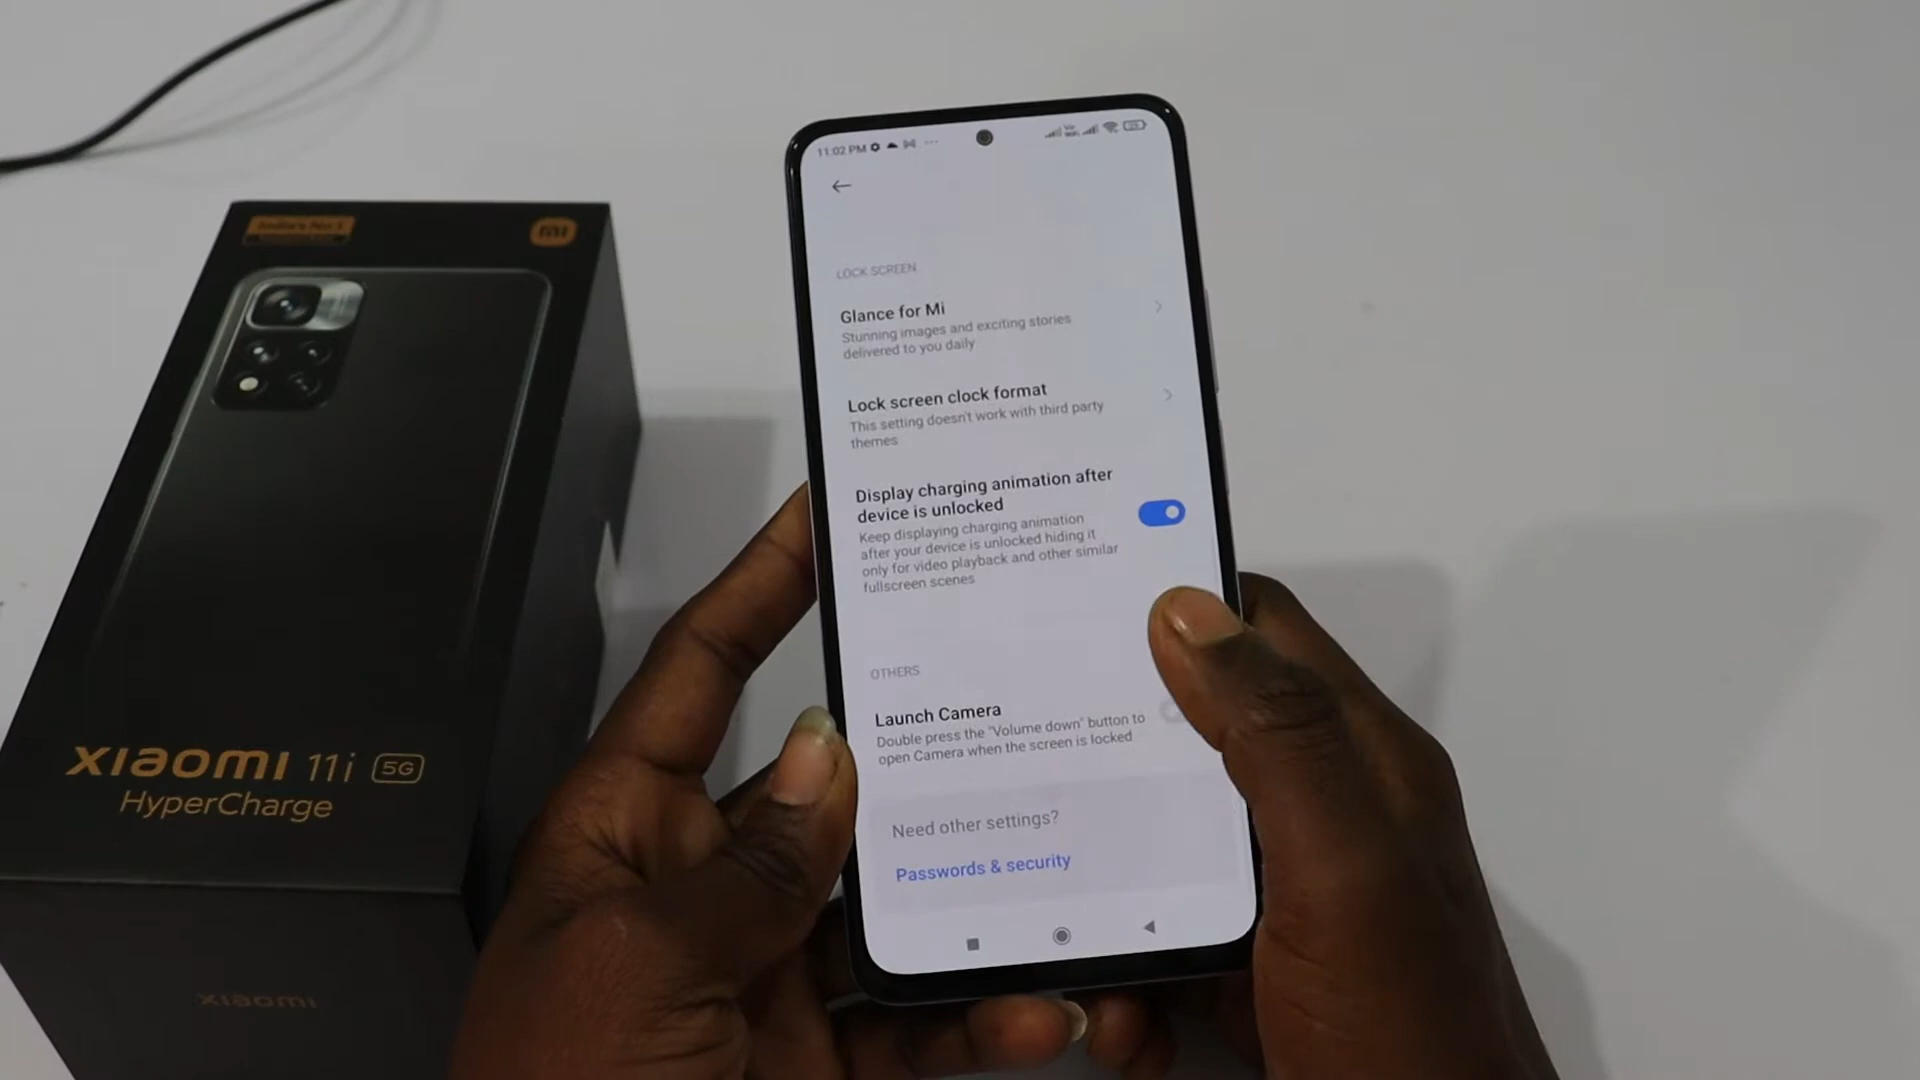 India's No 1
mi
xiaomi 11i 5G
HyperCharge
xiaomi
11:02 PM
LOCK SCREEN
Glance for Mi
Stunning images and exciting stories
delivered to you daily
Lock screen clock format
This setting doesn't work with third party
themes
Display charging animation after
device is unlocked
Keep displaying charging animation
after your device is unlocked hiding it
only for video playback and other similar
fullscreen scenes
OTHERS
Launch Camera
Double press the "Volume down" button to
open Camera when the screen is locked
Need other settings?
Passwords & security